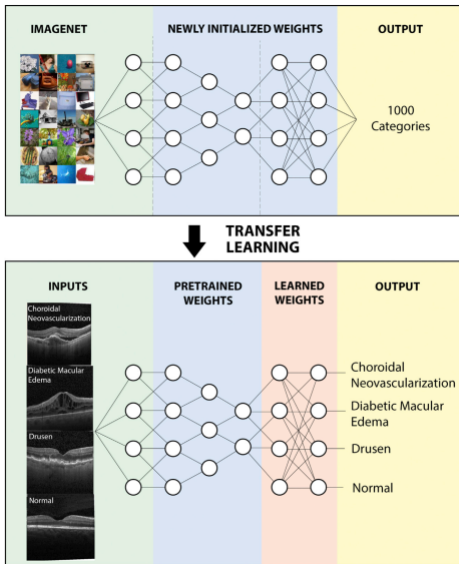 IMAGENET
NEWLY INITIALIZED WEIGHTS
OUTPUT
1000
Categories
TRANSFER
LEARNING
INPUTS
PRETRAINED WEIGHTS
LEARNED
WEIGHTS
OUTPUT
Choroidal
Neovascularization
Diabetic Macular
Edema
Drusen
Normal
Choroidal
Neovascularization
Diabetic Macular
Edema
Drusen
Normal